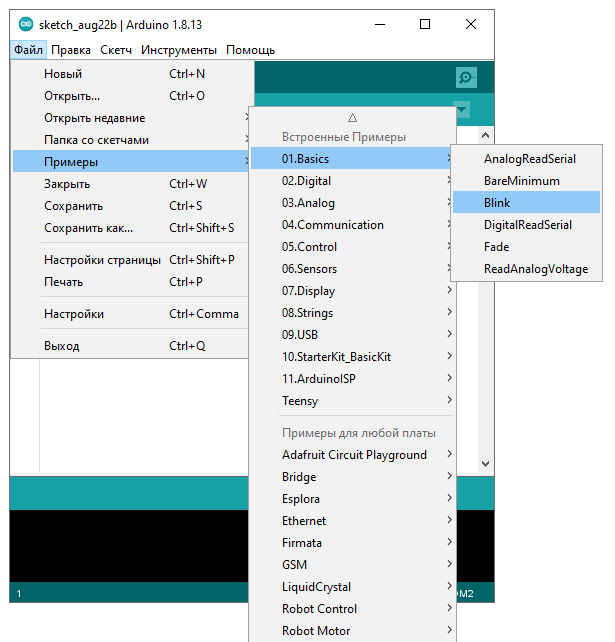 sketch_aug22b | Arduino 1.8.13
Файл Правка Скетч Инструменты Помощь
Новый Ctrl+N
Открыть... Ctrl+O
Открыть недавние
Папка со скетчами
Примеры
Закрыть Ctrl+W
Сохранить Ctrl+S
Сохранить как... Ctrl+Shift+S
Настройки страницы Ctrl+Shift+P
Печать Ctrl+P
Настройки Ctrl+Comma
Выход Ctrl+Q
Встроенные Примеры
01.Basics
02.Digital
03.Analog
04.Communication
05.Control
06.Sensors
07.Display
08.Strings
09.USB
10.StarterKit_BasicKit
11.ArduinoISP
Teensy
Примеры для любой платы
Adafruit Circuit Playground
Bridge
Esplora
Ethernet
Firmata
GSM
LiquidCrystal
Robot Control
Robot Motor
AnalogReadSerial
BareMinimum
Blink
DigitalReadSerial
Fade
ReadAnalogVoltage
1 OM2